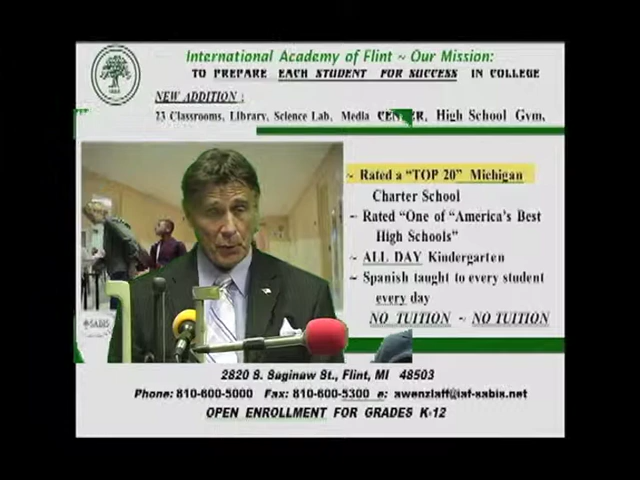 International Academy of Flint ~ Our Mission:
TO PREPARE EACH STUDENT FOR SUCCESS IN COLLEGE
NEW ADDITION :
23 Classrooms, Library, Science Lab, Media CENTER, High School Gym,
~ Rated a "TOP 20" Michigan
Charter School
~ Rated "One of "America's Best
High Schools"
~ ALL DAY Kindergarten
~ Spanish taught to every student
every day
NO TUITION ~ NO TUITION
SABIS
2820 S. Saginaw St., Flint, MI 48503
Phone: 810-600-5000 Fax: 810-600-5300 e: awenzlaff@iaf-sabis.net
OPEN ENROLLMENT FOR GRADES K-12